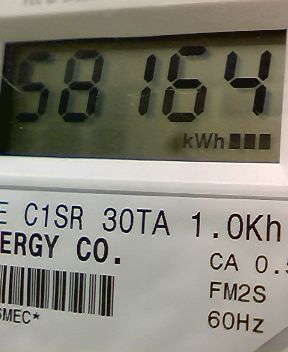 58164
kWh
E C1SR 30TA 1.0Kh
ERGY CO.
CA 0.5
FM2S
60Hz
SMEC*